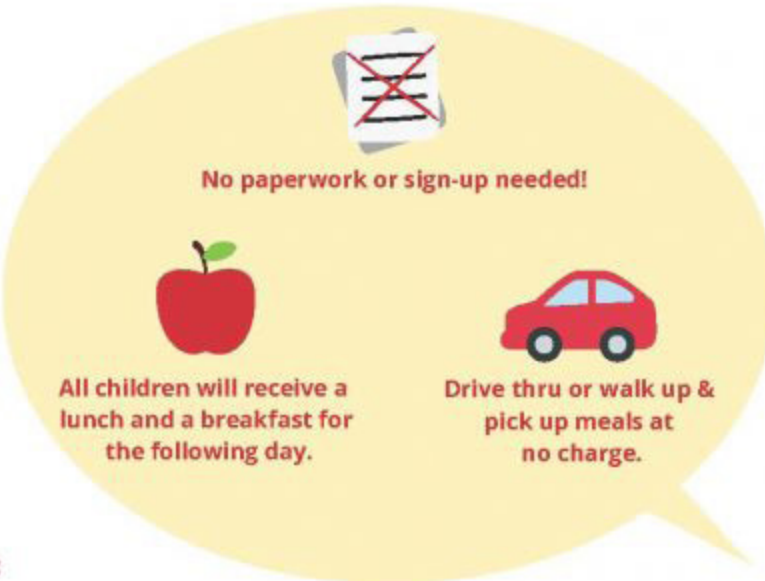 No paperwork or sign-up needed!
All children will receive a
lunch and a breakfast for
the following day.
Drive thru or walk up &
pick up meals at
no charge.